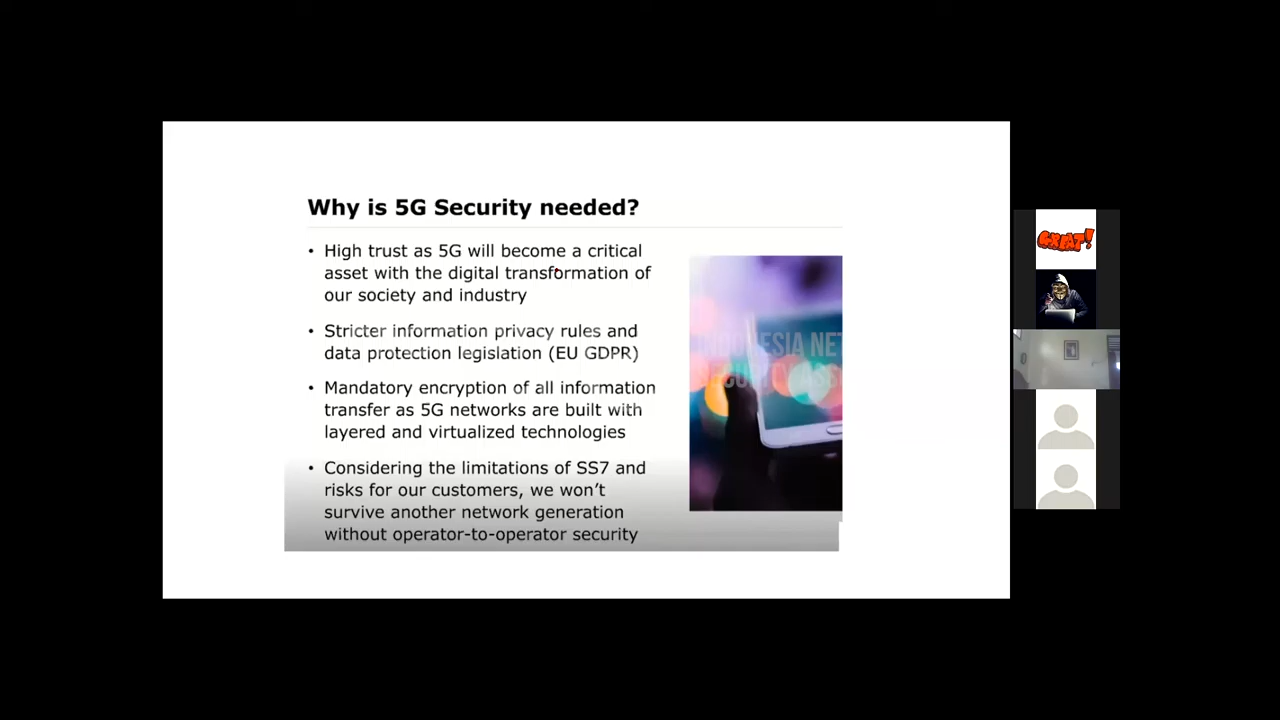 Why is 5G Security needed?
• High trust as 5G will become a critical
asset with the digital transformation of
our society and industry
• Stricter information privacy rules and
data protection legislation (EU GDPR)
• Mandatory encryption of all information
transfer as 5G networks are built with
layered and virtualized technologies
• Considering the limitations of SS7 and
risks for our customers, we won’t
survive another network generation
without operator-to-operator security
GREAT!